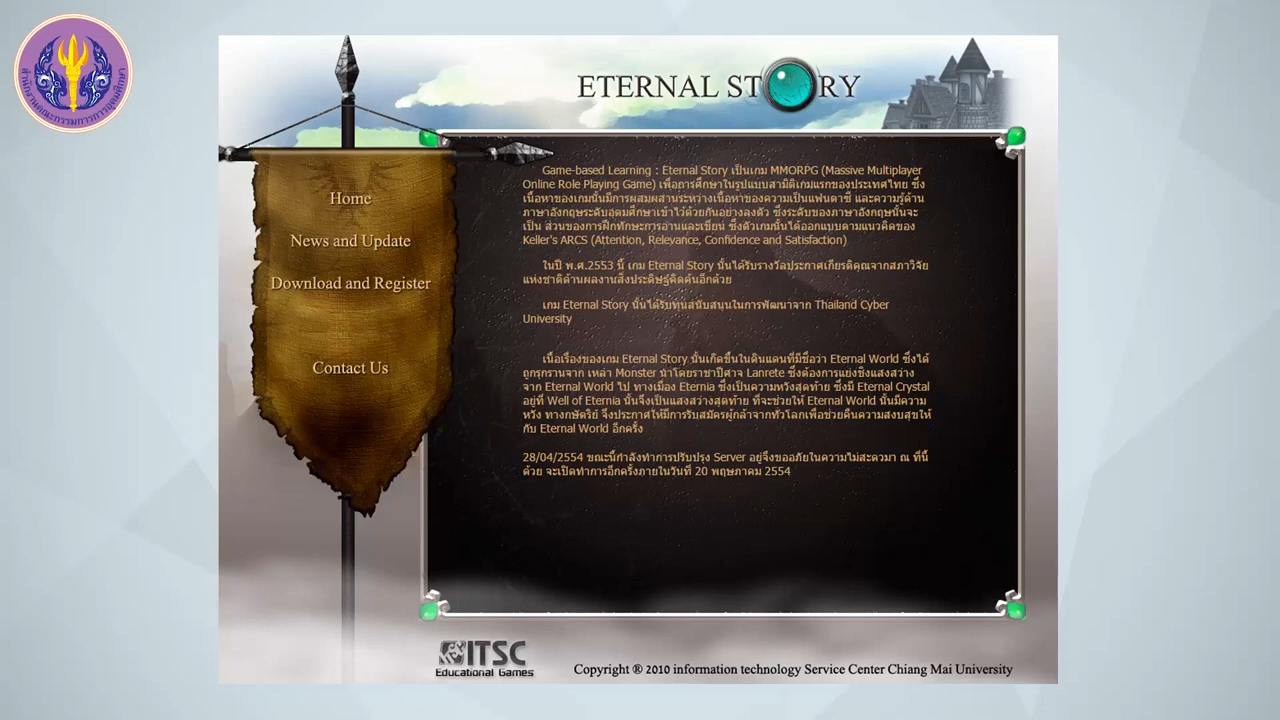 สำนักงานคณะกรรมการการอุดมศึกษา
ETERNAL STORY
Home
News and Update
Download and Register
Contact Us
Game-based Learning : Eternal Story เป็นเกม MMORPG (Massive Multiplayer
Online Role Playing Game) เพื่อการศึกษาในรูปแบบสามมิติเกมแรกของประเทศไทย ซึ่ง
เนื้อหาของเกมนั้นมีการผสมผสานระหว่างเนื้อหาของความเป็นแฟนตาซี และความรู้ด้าน
ภาษาอังกฤษระดับอุดมศึกษาเข้าไว้ด้วยกันอย่างลงตัว ซึ่งระดับของภาษาอังกฤษนั้นจะ
เป็น ส่วนของการฝึกทักษะการอ่านและเขียน ซึ่งตัวเกมนั้นได้ออกแบบตามแนวคิดของ
Keller's ARCS (Attention, Relevance, Confidence and Satisfaction)
ในปี พ.ศ.2553 นี้ เกม Eternal Story นั้นได้รับรางวัลประกาศเกียรติคุณจากสภาวิจัย
แห่งชาติด้านผลงานสิ่งประดิษฐ์คิดค้นอีกด้วย
เกม Eternal Story นั้นได้รับทุนสนับสนุนในการพัฒนาจาก Thailand Cyber
University
เนื้อเรื่องของเกม Eternal Story นั้นเกิดขึ้นในดินแดนที่มีชื่อว่า Eternal World ซึ่งได้
ถูกรุกรานจาก เหล่า Monster นำโดยราชาปีศาจ Lanrete ซึ่งต้องการแย่งชิงแสงสว่าง
จาก Eternal World ไป ทางเมือง Eternia ซึ่งเป็นความหวังสุดท้าย ซึ่งมี Eternal Crystal
อยู่ที่ Well of Eternia นั้นจึงเป็นแสงสว่างสุดท้าย ที่จะช่วยให้ Eternal World นั้นมีความ
หวัง ทางกษัตริย์ จึงประกาศให้มีการรับสมัครผู้กล้าจากทั่วโลกเพื่อช่วยคืนความสงบสุขให้
กับ Eternal World อีกครั้ง
28/04/2554 ขณะนี้กำลังทำการปรับปรุง Server อยู่จึงขออภัยในความไม่สะดวมา ณ ที่นี้
ด้วย จะเปิดทำการอีกครั้งภายในวันที่ 20 พฤษภาคม 2554
ITSC
Educational Games
Copyright ® 2010 information technology Service Center Chiang Mai University